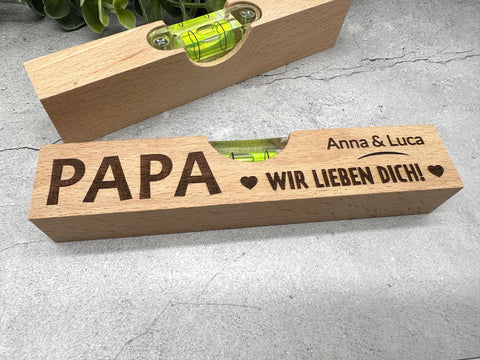 PAPA
Anna & Luca
♥ WIR LIEBEN DICH! ♥